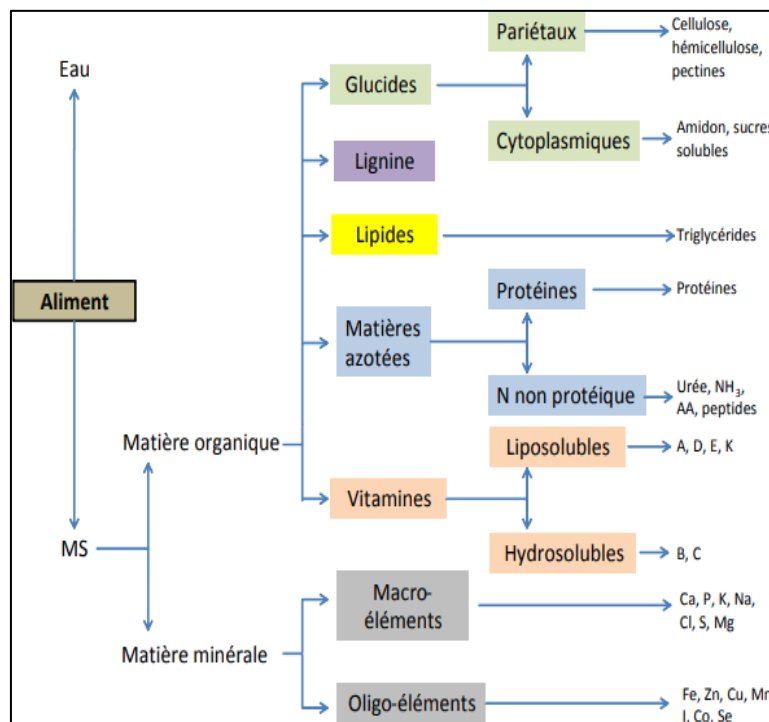 Pariétaux
Cellulose,
hémicellulose,
pectines
Eau
Glucides
Cytoplasmiques
Amidon, sucres
solubles
Lignine
Lipides
Triglycérides
Aliment
Protéines
Protéines
Matières
azotées
N non protéique
Urée, NH₃,
AA, peptides
Matière organique
Liposolubles
A, D, E, K
Vitamines
MS
Hydrosolubles
B, C
Macro-
éléments
Ca, P, K, Na,
Cl, S, Mg
Matière minérale
Oligo-éléments
Fe, Zn, Cu, Mn
I, Co, Se